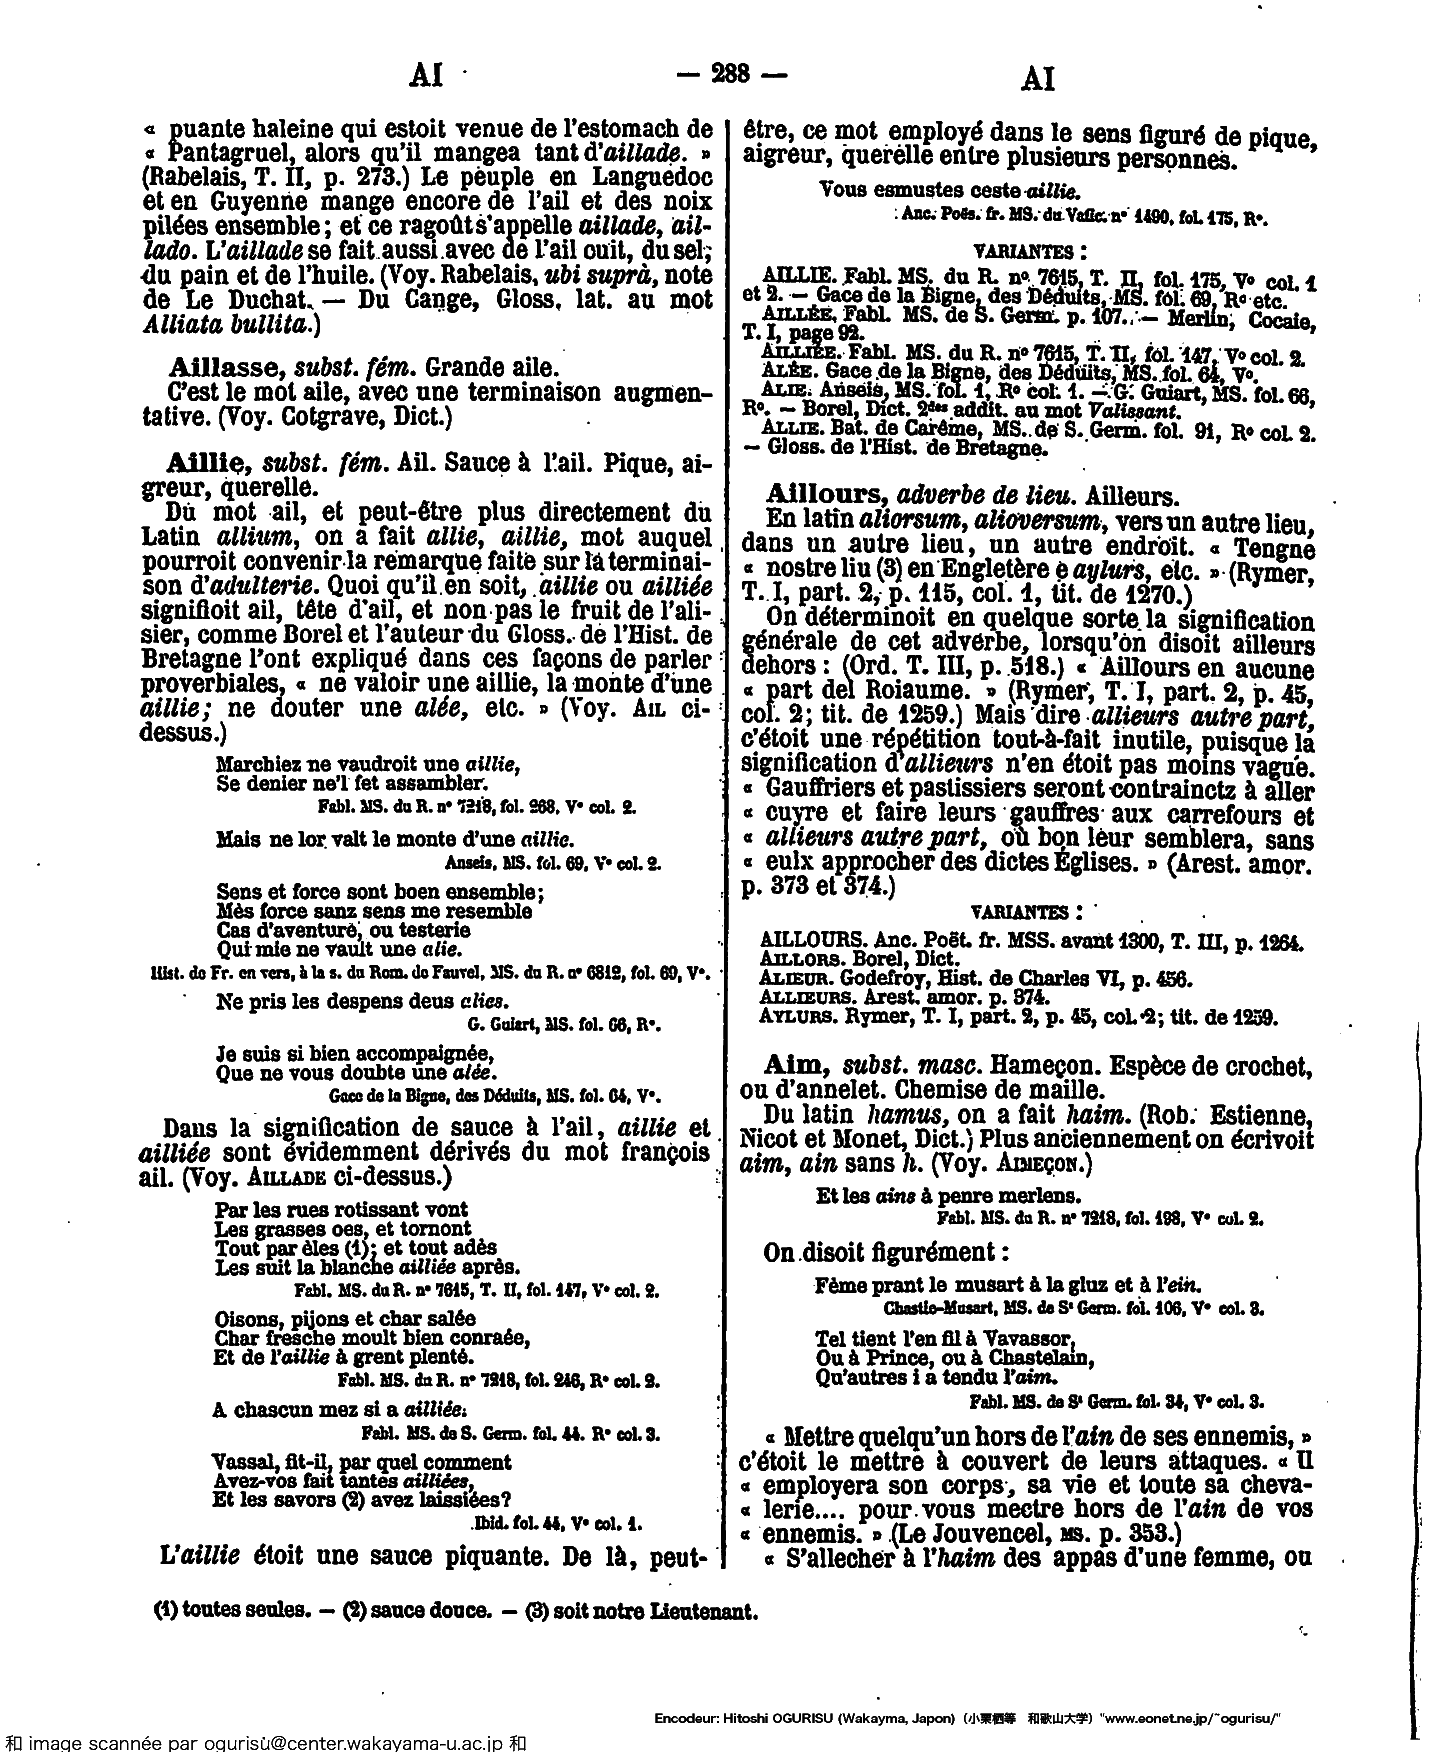 AI
— 288 —
AI
« puante haleine qui estoit venue de l'estomach de
« Pantagruel, alors qu'il mangea tant d'aillade. »
(Rabelais, T. II, p. 273.) Le peuple en Languedoc
et en Guyenne mange encore de l'ail et des noix
pilées ensemble; et ce ragoût s'appelle aillade, ail-
lado. L'aillade se fait aussi avec de l'ail cuit, du sel,
du pain et de l'huile. (Voy. Rabelais, ubi suprà, note
de Le Duchat. — Du Cange, Gloss. lat. au mot
Alliata bullita.)
Aillasse, subst. fém. Grande aile.
C'est le mot aile, avec une terminaison augmen-
tative. (Voy. Cotgrave, Dict.)
Aillie, subst. fém. Ail. Sauce à l'ail. Pique, ai-
greur, querelle.
Du mot ail, et peut-être plus directement du
Latin allium, on a fait allie, aillie, mot auquel
pourroit convenir la remarque faite sur la terminai-
son d'adulterie. Quoi qu'il en soit, aillie ou ailliée
signifioit ail, tête d'ail, et non pas le fruit de l'ali-
sier, comme Borel et l'auteur du Gloss. de l'Hist. de
Bretagne l'ont expliqué dans ces façons de parler
proverbiales, « ne valoir une aillie, la monte d'une
aillie; ne douter une alée, etc. » (Voy. AIL ci-
dessus.)
Marchiez ne vaudroit une aillie,
Se denier ne'l fet assambler.
Fabl. MS. du R. nº 7218, fol. 268, Vº col. 2.
Mais ne lor valt le monte d'une aillie.
Anseis, MS. fol. 69, Vº col. 2.
Sens et force sont boen ensemble;
Mès force sanz sens me resemble
Cas d'aventure, ou testerie
Qui mie ne vault une alie.
Hist. de Fr. en vers, à la s. du Rom. de Fauvel, MS. du R. nº 6812, fol. 69, Vº.
Ne pris les despens deus alies.
G. Guiart, MS. fol. 66, Rº.
Je suis si bien accompaignée,
Que ne vous doubte une alée.
Gace de la Bigne, des Déduits, MS. fol. 64, Vº.
Dans la signification de sauce à l'ail, aillie et
ailliée sont évidemment dérivés du mot françois
ail. (Voy. AILLADE ci-dessus.)
Par les rues rotissant vont
Les grasses oes, et tornont
Tout par èles (1); et tout adès
Les suit la blanche ailliée après.
Fabl. MS. du R. nº 7615, T. II, fol. 147, Vº col. 2.
Oisons, pijons et char salée
Char fresche moult bien conraée,
Et de l'aillie à grent plenté.
Fabl. MS. du R. nº 7218, fol. 246, Rº col. 2.
A chascun mez si a ailliée.
Fabl. MS. de S. Germ. fol. 44. Rº col. 3.
Vassal, fit-il, par quel comment
Avez-vos fait tantes ailliées,
Et les savors (2) avez laissiées?
Ibid. fol. 44, Vº col. 1.
L'aillie étoit une sauce piquante. De là, peut-
être, ce mot employé dans le sens figuré de pique,
aigreur, querelle entre plusieurs personnes.
Vous esmustes ceste aillie.
Anc. Poës. fr. MS. du Vatic. nº 1490, fol. 175, Rº.
VARIANTES :
AILLIE. Fabl. MS. du R. nº 7615, T. II, fol. 175, Vº col. 1
et 2. — Gace de la Bigne, des Déduits, MS. fol. 69, Rº etc.
AILLÉE. Fabl. MS. de S. Germ. p. 107. — Merlin, Cocaie,
T. I, page 92.
AILLIÉE. Fabl. MS. du R. nº 7615, T. II, fol. 147, Vº col. 2.
ALÉE. Gace de la Bigne, des Déduits, MS. fol. 64, Vº.
ALIE. Anseis, MS. fol. 1, Rº col. 1. — G. Guiart, MS. fol. 66,
Rº. — Borel, Dict. 2des addit. au mot Valissant.
ALLIE. Bat. de Carême, MS. de S. Germ. fol. 91, Rº col. 2.
— Gloss. de l'Hist. de Bretagne.
Aillours, adverbe de lieu. Ailleurs.
En latin aliorsum, alioversum, vers un autre lieu,
dans un autre lieu, un autre endroit. « Tengne
« nostre liu (3) en Engletère e aylurs, etc. » (Rymer,
T. I, part. 2, p. 115, col. 1, tit. de 1270.)
On déterminoit en quelque sorte la signification
générale de cet adverbe, lorsqu'on disoit ailleurs
dehors : (Ord. T. III, p. 518.) « Aillours en aucune
« part del Roiaume. » (Rymer, T. I, part. 2, p. 45,
col. 2; tit. de 1259.) Mais dire allieurs autre part,
c'étoit une répétition tout-à-fait inutile, puisque la
signification d'allieurs n'en étoit pas moins vague.
« Gauffriers et pastissiers seront contrainctz à aller
« cuyre et faire leurs gauffres aux carrefours et
« allieurs autre part, où bon leur semblera, sans
« eulx approcher des dictes Églises. » (Arest. amor.
p. 373 et 374.)
VARIANTES :
AILLOURS. Anc. Poët. fr. MSS. avant 1300, T. III, p. 1264.
AILLORS. Borel, Dict.
ALIEUR. Godefroy, Hist. de Charles VI, p. 456.
ALLIEURS. Arest. amor. p. 374.
AYLURS. Rymer, T. I, part. 2, p. 45, col. 2; tit. de 1259.
Aim, subst. masc. Hameçon. Espèce de crochet,
ou d'annelet. Chemise de maille.
Du latin hamus, on a fait haim. (Rob. Estienne,
Nicot et Monet, Dict.) Plus anciennement on écrivoit
aim, ain sans h. (Voy. AIMEÇON.)
Et les ains à penre merlens.
Fabl. MS. du R. nº 7218, fol. 198, Vº col. 2.
On disoit figurément :
Fème prant le musart à la gluz et à l'ein.
Chastie-Musart, MS. de St Germ. fol. 106, Vº col. 3.
Tel tient l'en fil à Vavassor,
Ou à Prince, ou à Chastelain,
Qu'autres i a tendu l'aim.
Fabl. MS. de St Germ. fol. 34, Vº col. 3.
« Mettre quelqu'un hors de l'ain de ses ennemis, »
c'étoit le mettre à couvert de leurs attaques. « Il
« employera son corps, sa vie et toute sa cheva-
« lerie.... pour vous mectre hors de l'ain de vos
« ennemis. » (Le Jouvencel, MS. p. 353.)
« S'allecher à l'haim des appas d'une femme, ou
(1) toutes seules. — (2) sauce douce. — (3) soit notre Lieutenant.
Encodeur: Hitoshi OGURISU (Wakayma, Japon) (小栗栖等 和歌山大学) "www.eonet.ne.jp/~ogurisu/"
和 image scannée par ogurisu@center.wakayama-u.ac.jp 和